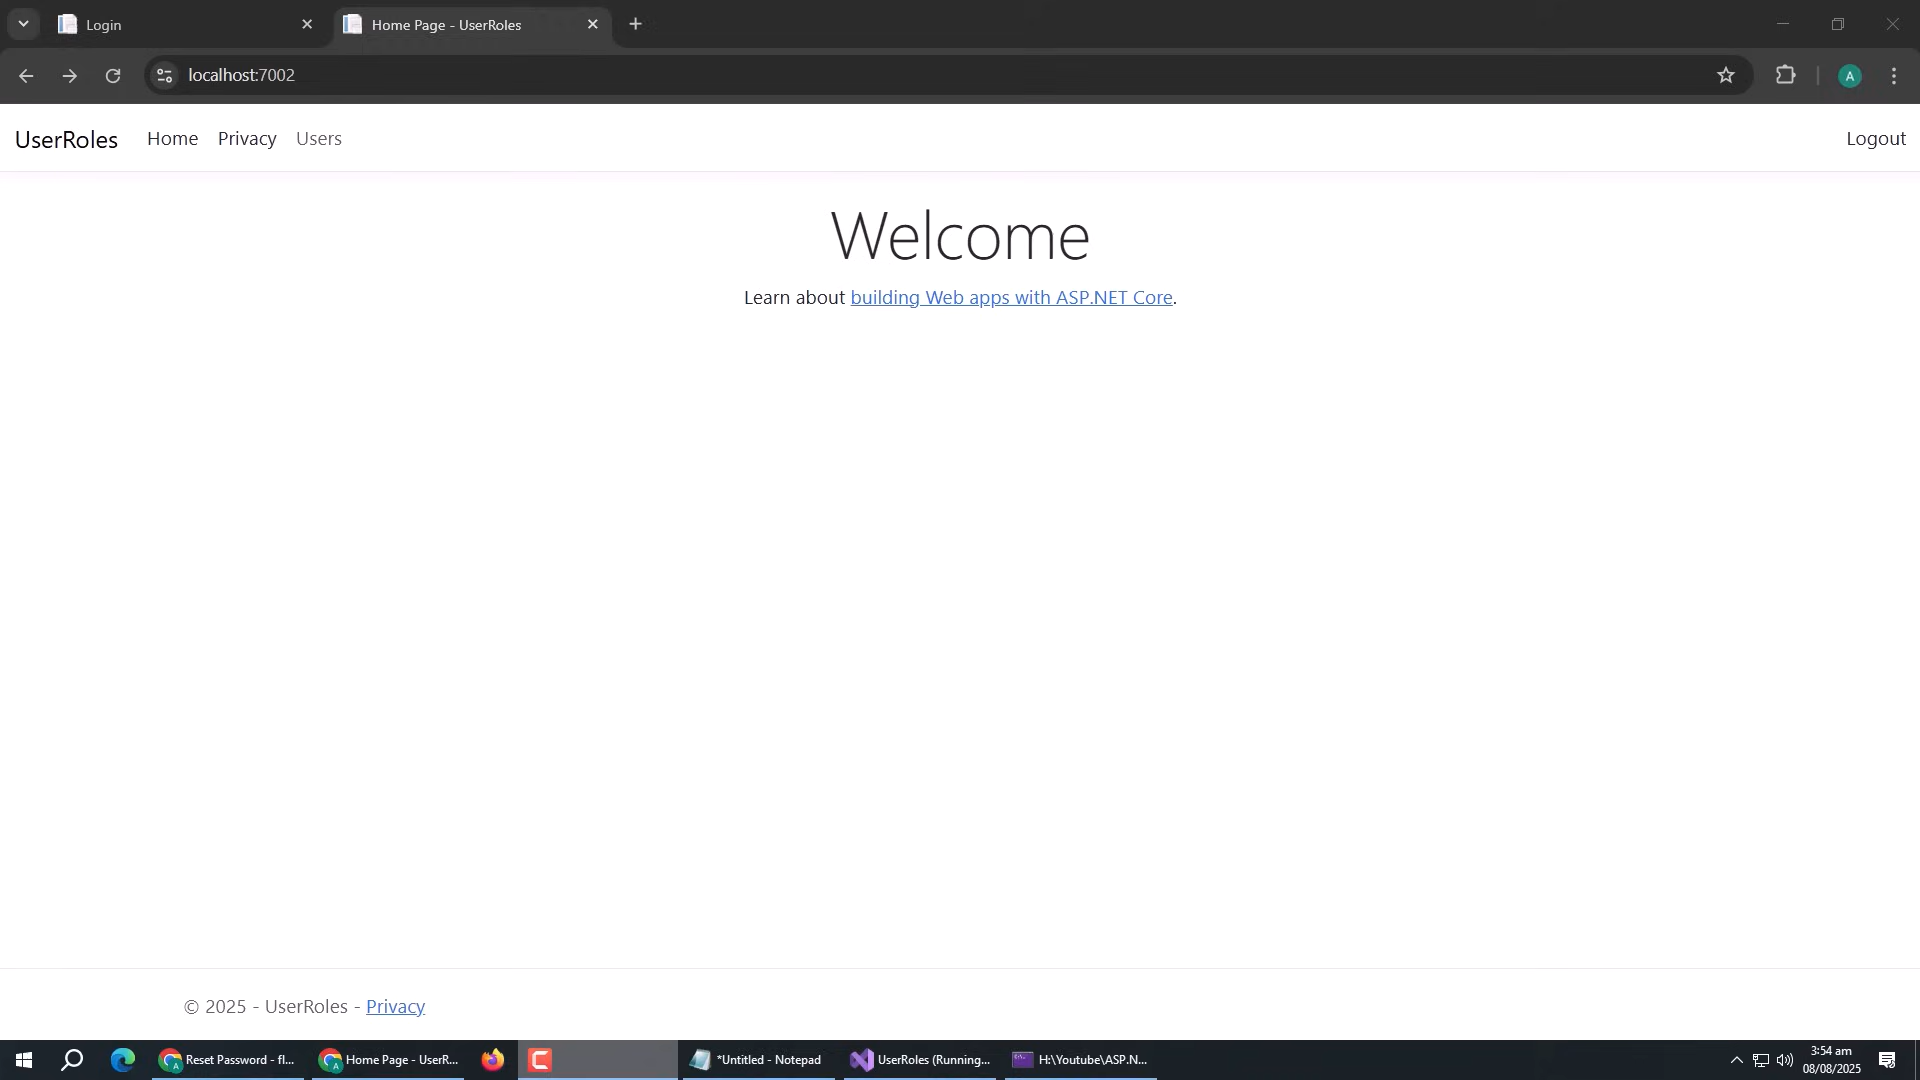 Login
Home Page - UserRoles
localhost:7002
A
UserRoles Home Privacy Users Logout
Welcome
Learn about building Web apps with ASP.NET Core.
© 2025 - UserRoles - Privacy
Reset Password - fl...
Home Page - UserR...
*Untitled - Notepad
UserRoles (Running...
H:\Youtube\ASP.N...
3:54 am
08/08/2025